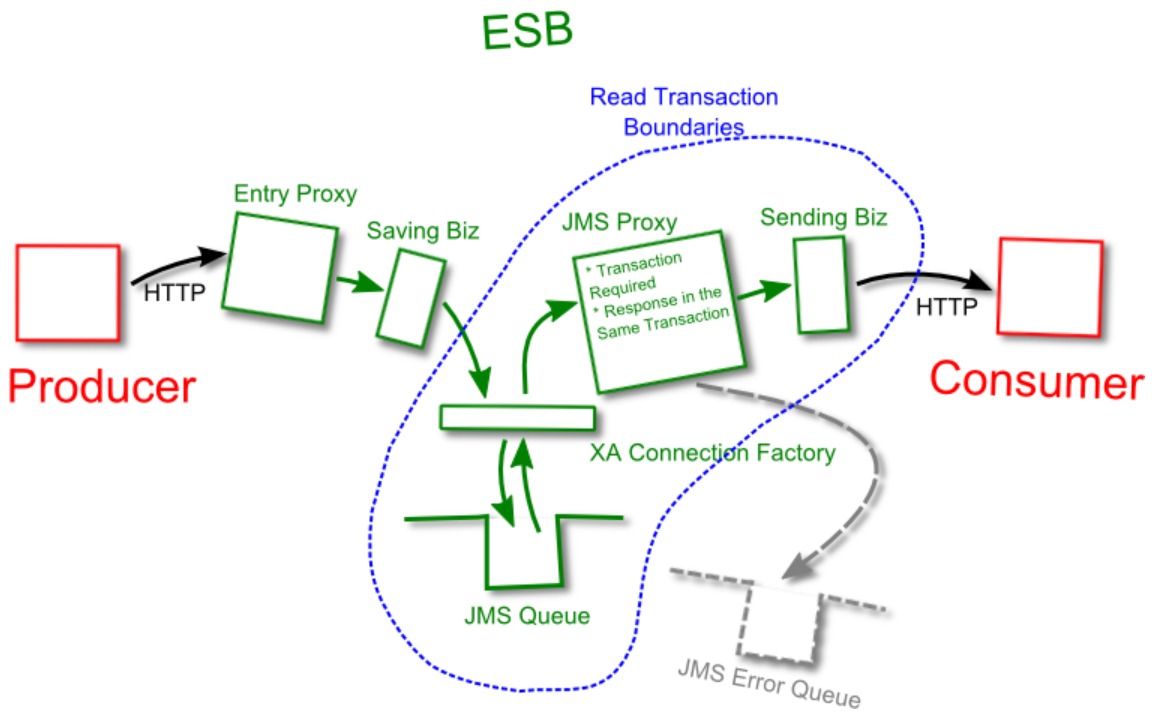 ESB
Read Transaction
Boundaries
Entry Proxy
Saving Biz
JMS Proxy
Sending Biz
* Transaction
Required
* Response in the
Same Transaction
HTTP
HTTP
Producer
Consumer
XA Connection Factory
JMS Queue
JMS Error Queue